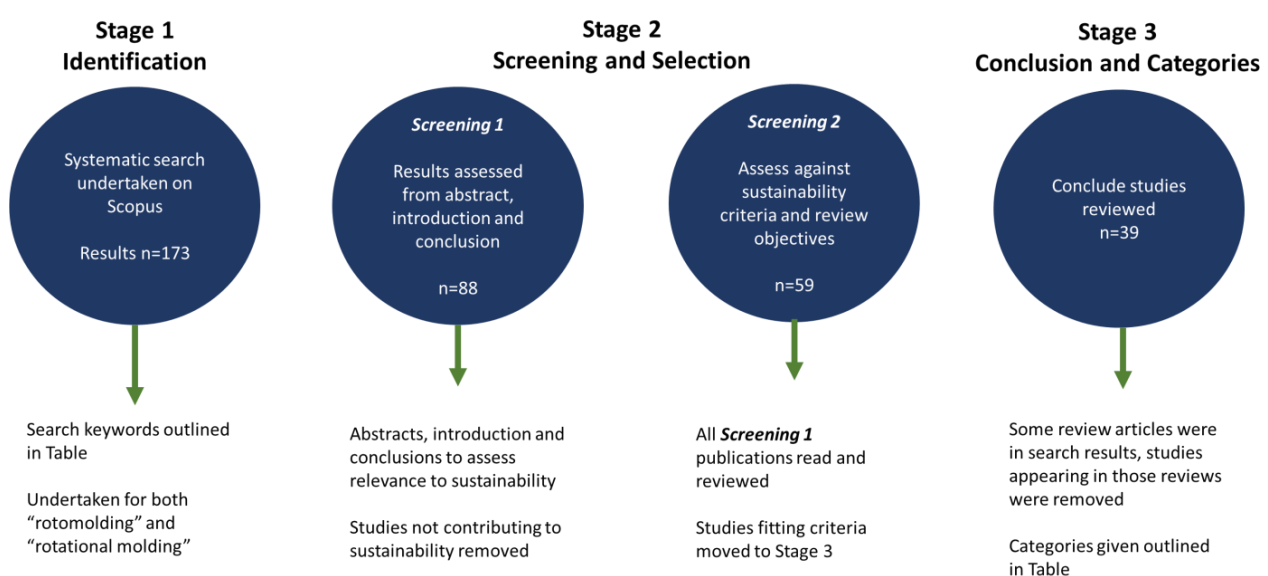 Stage 1
Identification
Systematic search
undertaken on
Scopus
Results n=173
Search keywords outlined
in Table
Undertaken for both
“rotomolding” and
“rotational molding”
Stage 2
Screening and Selection
Screening 1
Results assessed
from abstract,
introduction and
conclusion
n=88
Abstracts, introduction and
conclusions to assess
relevance to sustainability
Studies not contributing to
sustainability removed
Screening 2
Assess against
sustainability
criteria and review
objectives
n=59
All Screening 1
publications read and
reviewed
Studies fitting criteria
moved to Stage 3
Stage 3
Conclusion and Categories
Conclude studies
reviewed
n=39
Some review articles were
in search results, studies
appearing in those reviews
were removed
Categories given outlined
in Table